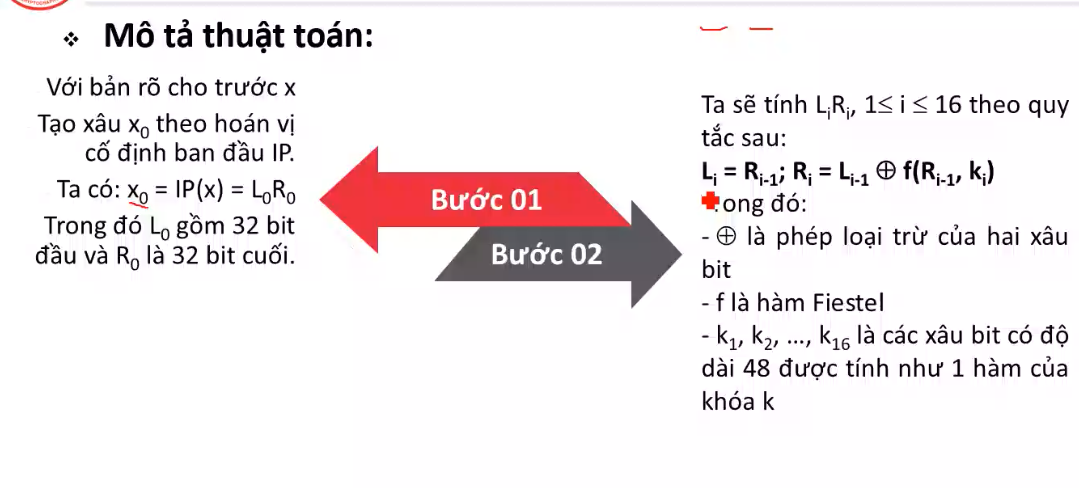 ❖ Mô tả thuật toán:
Với bản rõ cho trước x
Tạo xâu x₀ theo hoán vị
cố định ban đầu IP.
Ta có: x₀ = IP(x) = L₀R₀
Trong đó L₀ gồm 32 bit
đầu và R₀ là 32 bit cuối.
Bước 01
Bước 02
Ta sẽ tính LᵢRᵢ, 1≤ i ≤ 16 theo quy
tắc sau:
Lᵢ = Rᵢ₋₁; Rᵢ = Lᵢ₋₁ ⊕ f(Rᵢ₋₁, kᵢ)
ong đó:
- ⊕ là phép loại trừ của hai xâu
bit
- f là hàm Fiestel
- k₁, k₂, ..., k₁₆ là các xâu bit có độ
dài 48 được tính như 1 hàm của
khóa k